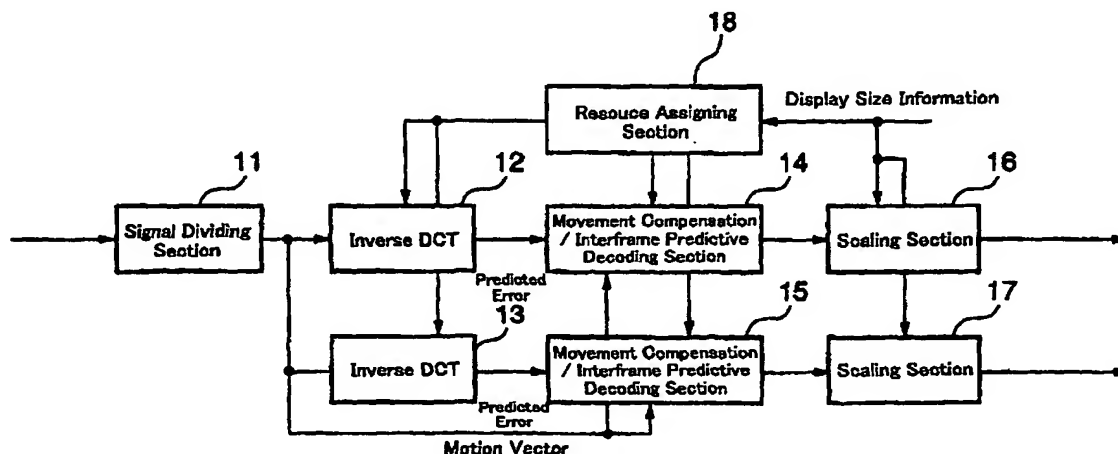 18
Display Size Information
Resouce Assigning
Section
11
12
14
16
Signal Dividing
Section
Inverse DCT
Movement Compensation
/ Interframe Predictive
Decoding Section
Scaling Section
Predicted
Error
13
15
17
Inverse DCT
Movement Compensation
/ Interframe Predictive
Decoding Section
Scaling Section
Predicted
Error
Motion Vector